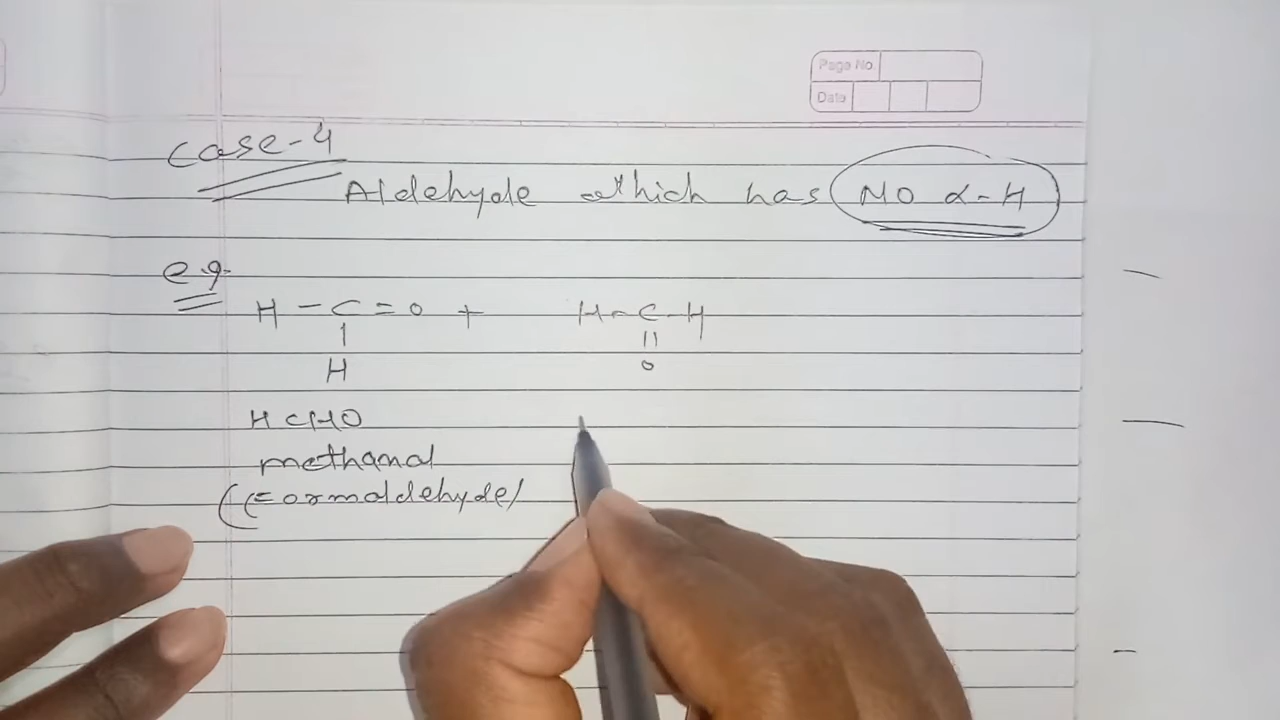 Page No
Date
Case-4
Aldehyde which has NO α-H
e.g.
H - C = O + H - C - H
| ||
H O
HCHO
methanal
(Formaldehyde)